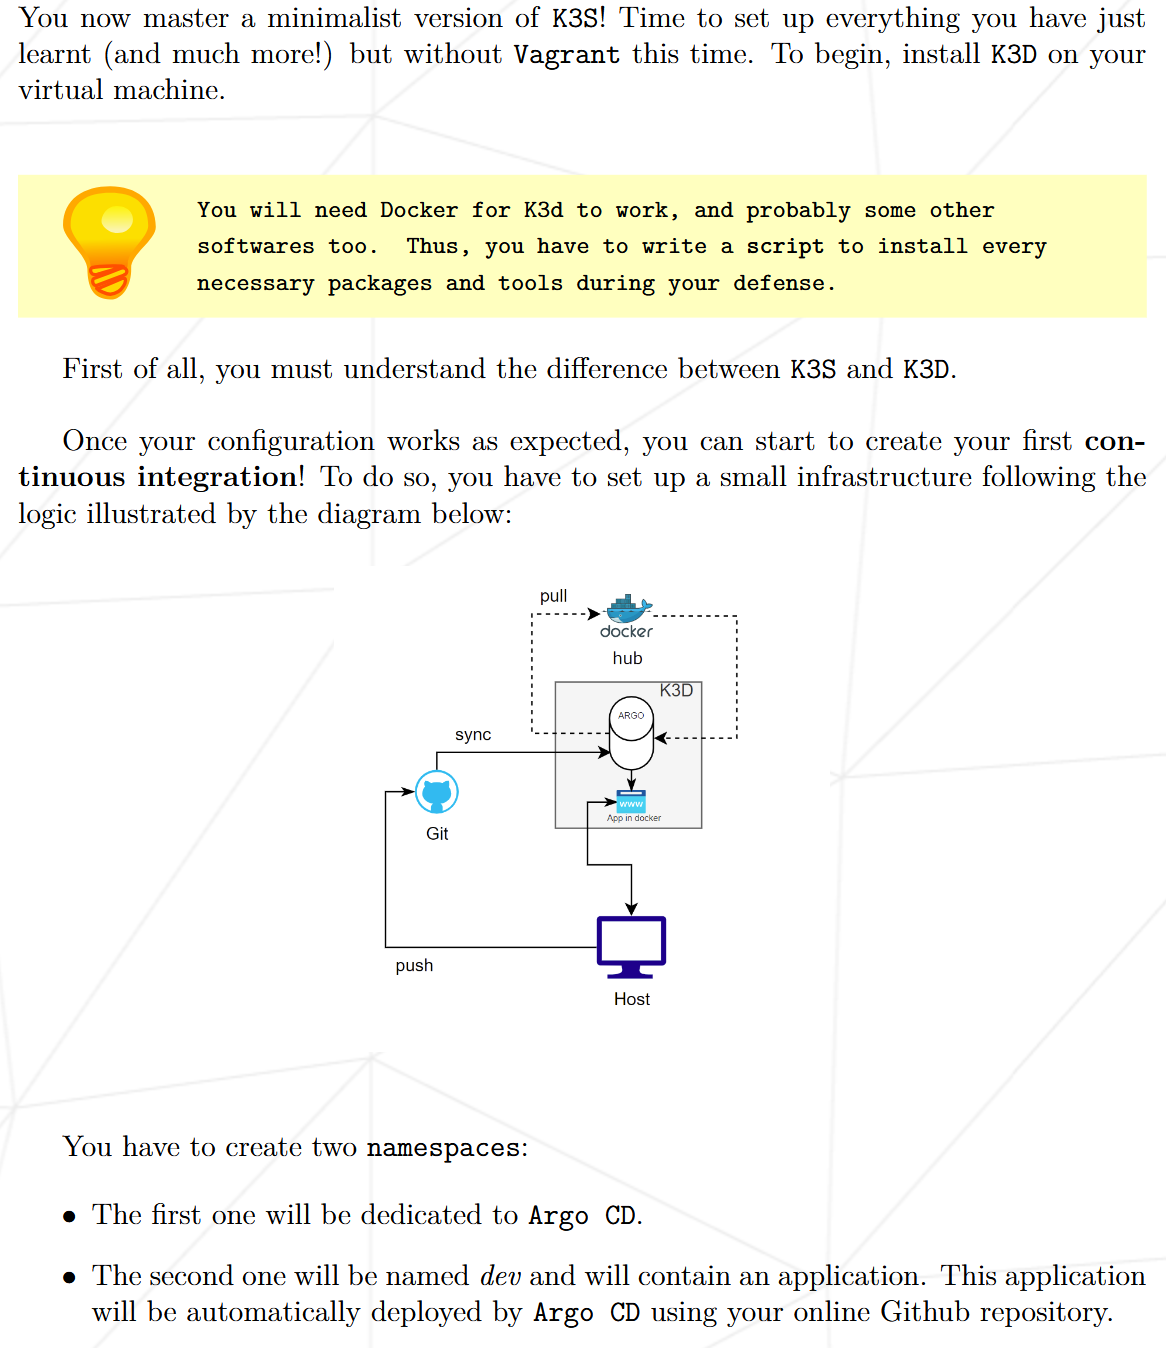 You now master a minimalist version of K3S! Time to set up everything you have just
learnt (and much more!) but without Vagrant this time. To begin, install K3D on your
virtual machine.
You will need Docker for K3d to work, and probably some other
softwares too. Thus, you have to write a script to install every
necessary packages and tools during your defense.
First of all, you must understand the difference between K3S and K3D.
Once your configuration works as expected, you can start to create your first con-
tinuous integration! To do so, you have to set up a small infrastructure following the
logic illustrated by the diagram below:
pull
docker
hub
K3D
ARGO
sync
www
App in docker
Git
push
Host
You have to create two namespaces:
• The first one will be dedicated to Argo CD.
• The second one will be named dev and will contain an application. This application
will be automatically deployed by Argo CD using your online Github repository.